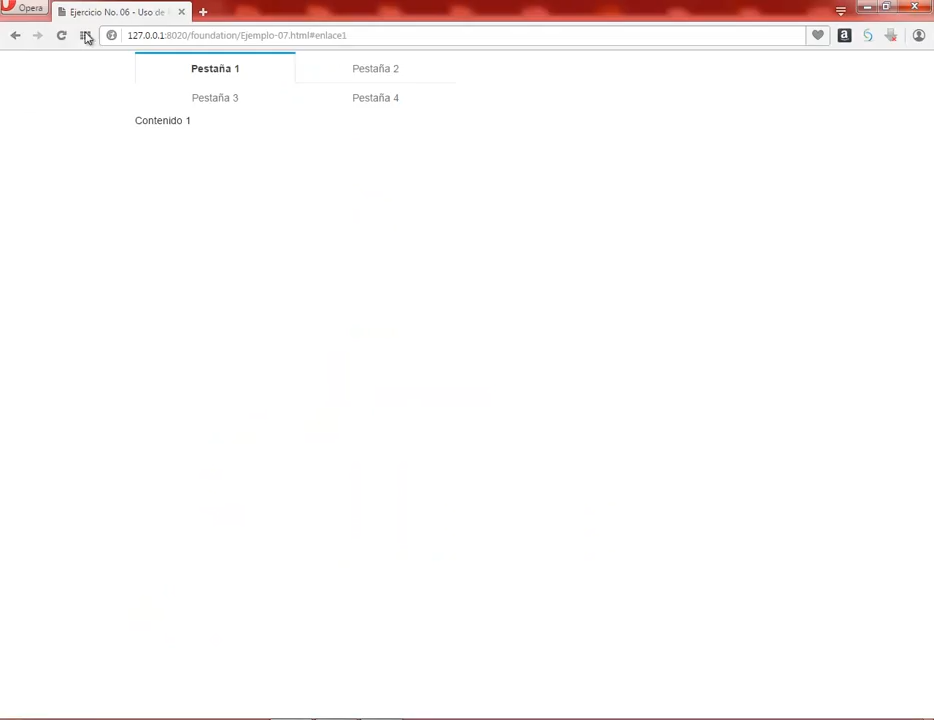 Opera
Ejercicio No. 06 - Uso de
127.0.0.1:8020/foundation/Ejemplo-07.html#enlace1
Pestaña 1
Pestaña 2
Pestaña 3
Pestaña 4
Contenido 1